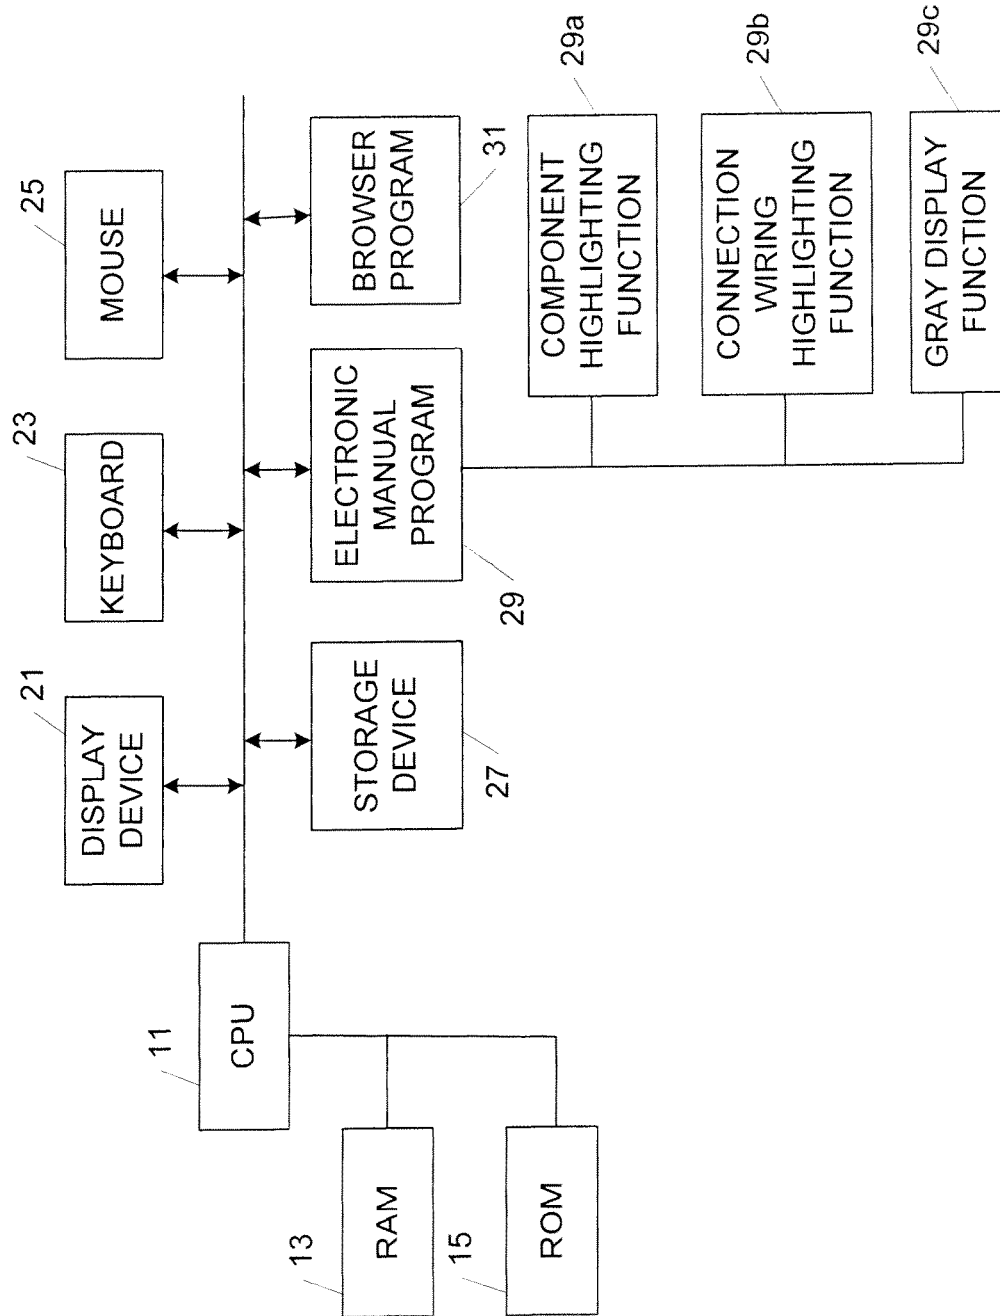 11
CPU
13
RAM
15
ROM
21
DISPLAY
DEVICE
23
KEYBOARD
25
MOUSE
27
STORAGE
DEVICE
29
ELECTRONIC
MANUAL
PROGRAM
31
BROWSER
PROGRAM
29a
COMPONENT
HIGHLIGHTING
FUNCTION
29b
CONNECTION
WIRING
HIGHLIGHTING
FUNCTION
29c
GRAY DISPLAY
FUNCTION